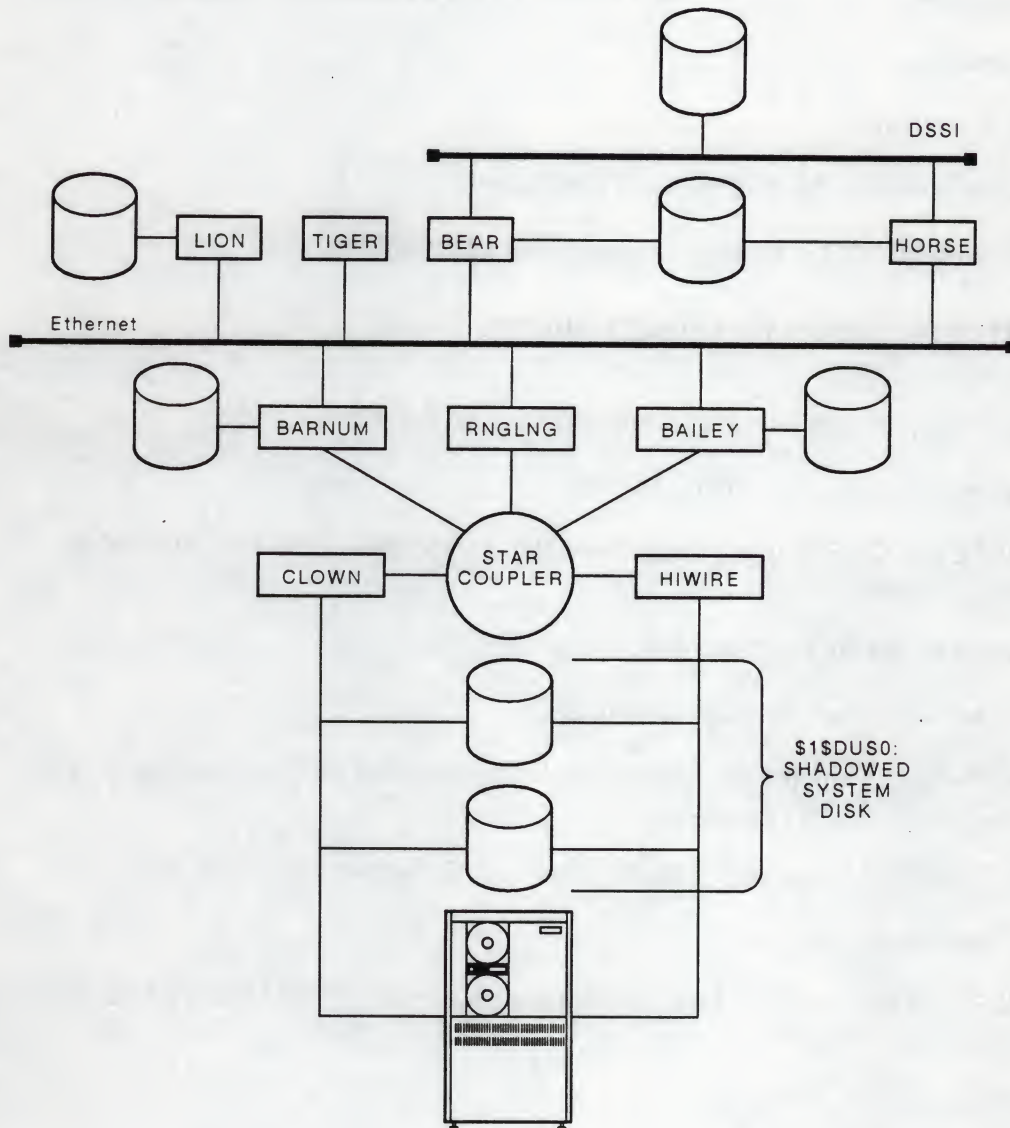 DSSI
LION
TIGER
BEAR
HORSE
Ethernet
BARNUM
RNGLNG
BAILEY
CLOWN
STAR
COUPLER
HIWIRE
$1$DUS0:
SHADOWED
SYSTEM
DISK